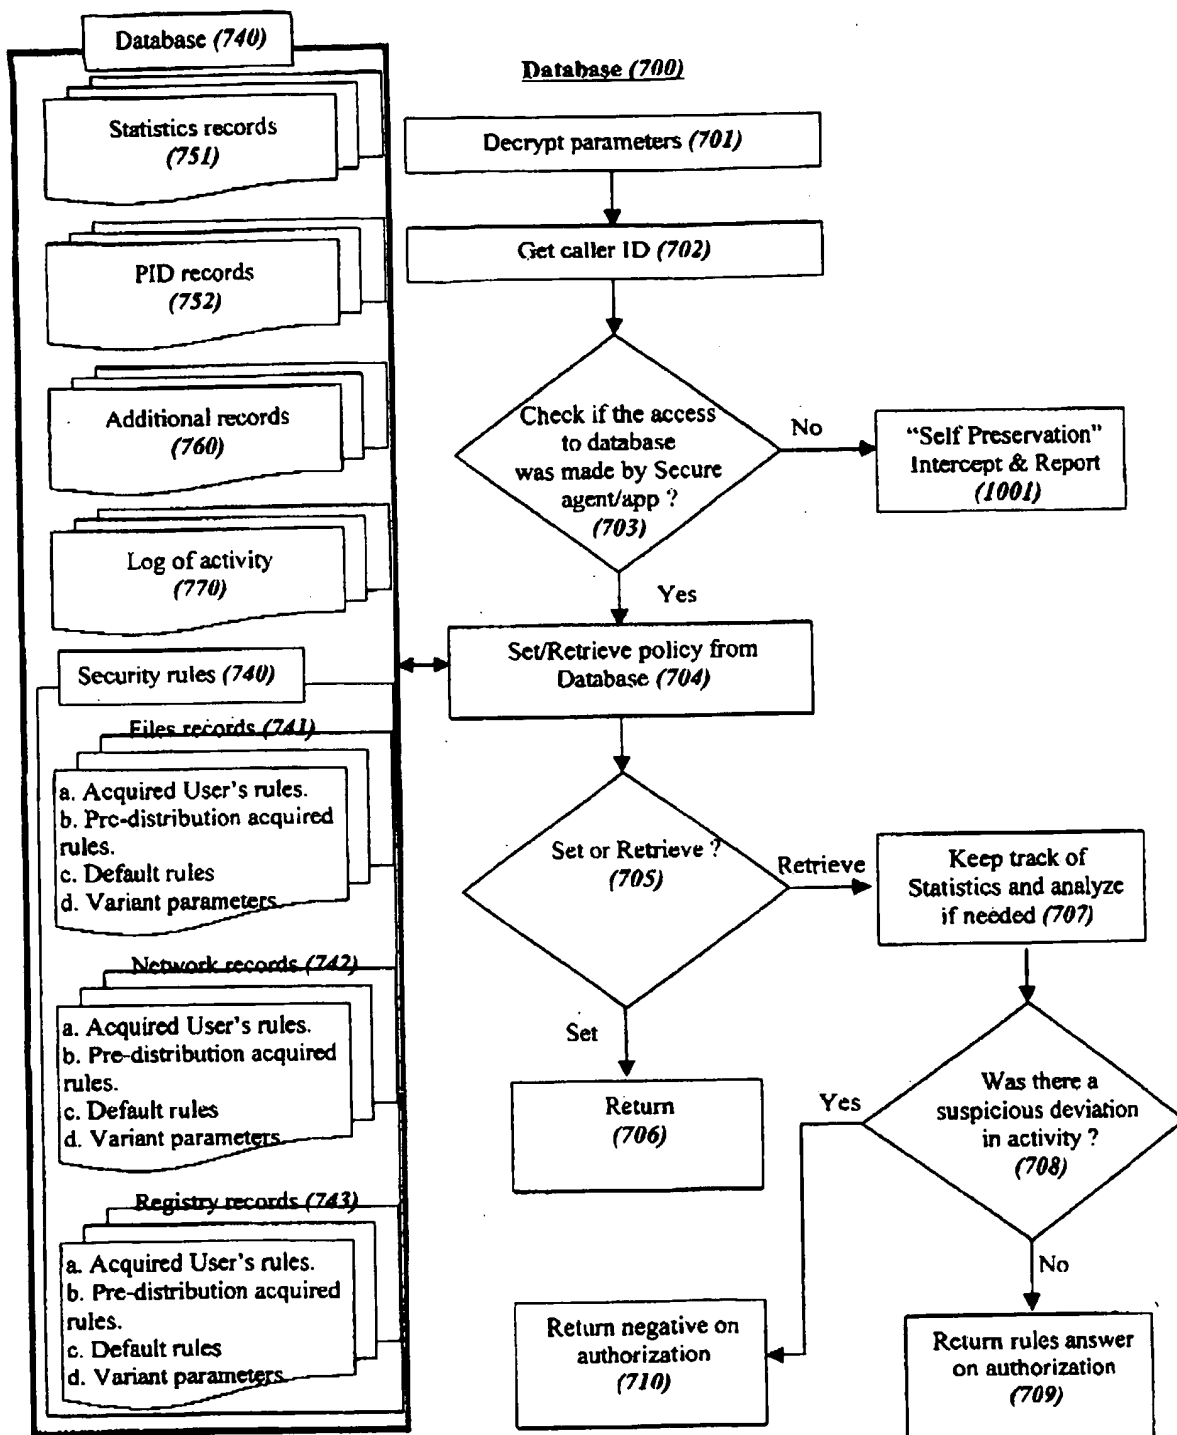 Database (740)
Statistics records
(751)
PID records
(752)
Additional records
(760)
Log of activity
(770)
Security rules (740)
Files records (741)
a. Acquired User's rules.
b. Pre-distribution acquired
rules.
c. Default rules
d. Variant parameters
Network records (742)
a. Acquired User's rules.
b. Pre-distribution acquired
rules.
c. Default rules
d. Variant parameters
Registry records (743)
a. Acquired User's rules.
b. Pre-distribution acquired
rules.
c. Default rules
d. Variant parameters
Database (700)
Decrypt parameters (701)
Get caller ID (702)
Check if the access
to database
was made by Secure
agent/app ?
(703)
No
“Self Preservation”
Intercept & Report
(1001)
Yes
Set/Retrieve policy from
Database (704)
Set or Retrieve ?
(705)
Retrieve
Keep track of
Statistics and analyze
if needed (707)
Set
Return
(706)
Was there a
suspicious deviation
in activity ?
(708)
Yes
No
Return negative on
authorization
(710)
Return rules answer
on authorization
(709)